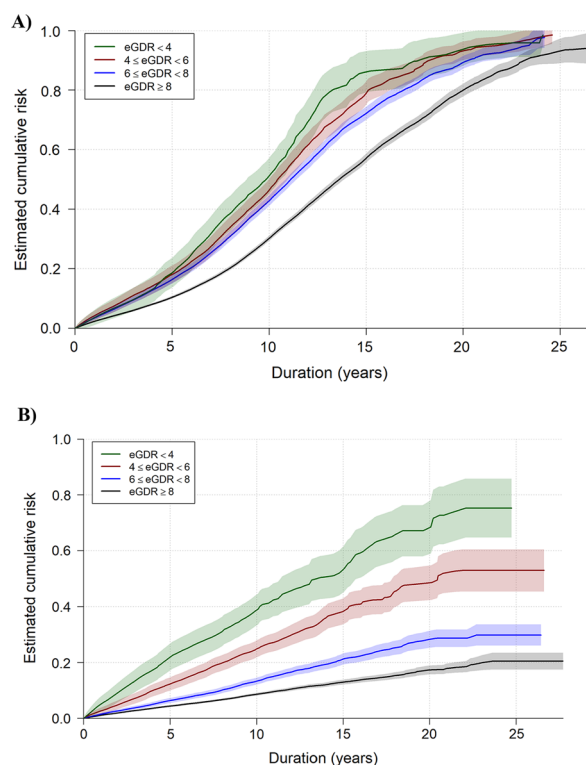 A)
1.0
0.8
0.6
0.4
0.2
0.0
Estimated cumulative risk
eGDR < 4
4 ≤ eGDR < 6
6 ≤ eGDR < 8
eGDR ≥ 8
0 5 10 15 20 25
Duration (years)
B)
1.0
0.8
0.6
0.4
0.2
0.0
Estimated cumulative risk
eGDR < 4
4 ≤ eGDR < 6
6 ≤ eGDR < 8
eGDR ≥ 8
0 5 10 15 20 25
Duration (years)